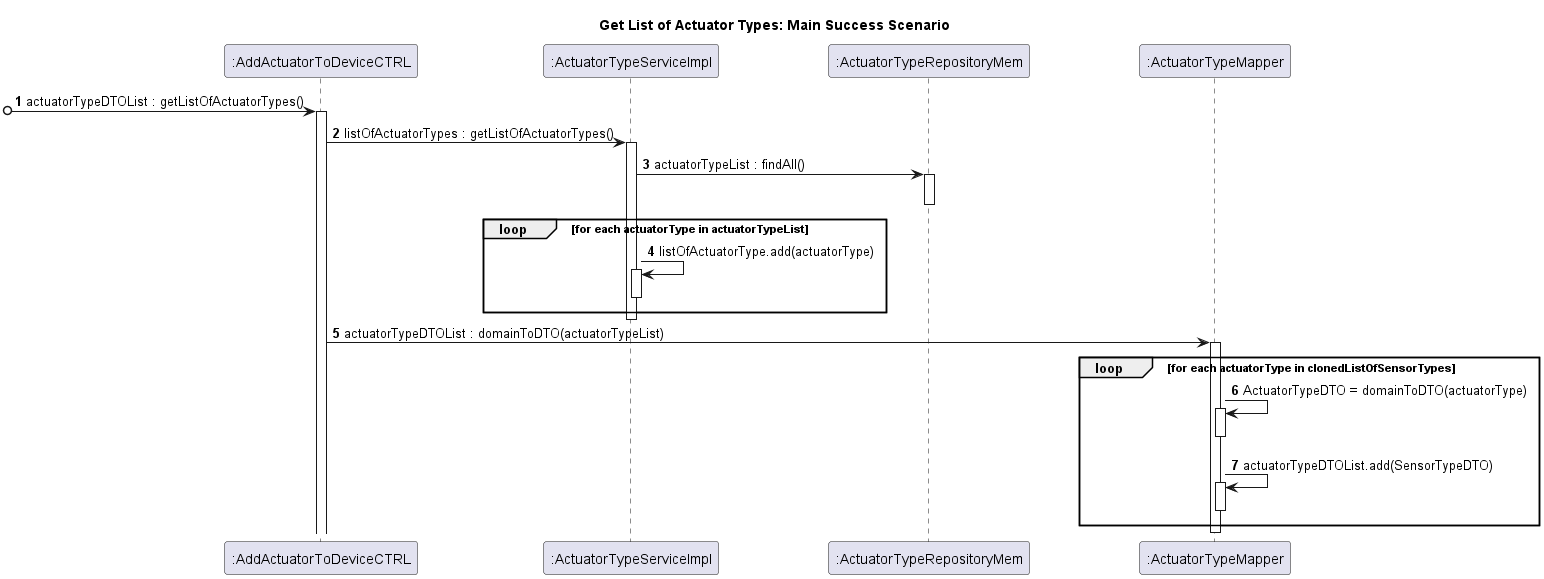 Get List of Actuator Types: Main Success Scenario
:AddActuatorToDeviceCTRL :ActuatorTypeServiceImpl :ActuatorTypeRepositoryMem :ActuatorTypeMapper
1 actuatorTypeDTOList : getListOfActuatorTypes()
2 listOfActuatorTypes : getListOfActuatorTypes()
3 actuatorTypeList : findAll()
loop [for each actuatorType in actuatorTypeList]
4 listOfActuatorType.add(actuatorType)
5 actuatorTypeDTOList : domainToDTO(actuatorTypeList)
loop [for each actuatorType in clonedListOfSensorTypes]
6 ActuatorTypeDTO = domainToDTO(actuatorType)
7 actuatorTypeDTOList.add(SensorTypeDTO)
:AddActuatorToDeviceCTRL :ActuatorTypeServiceImpl :ActuatorTypeRepositoryMem :ActuatorTypeMapper